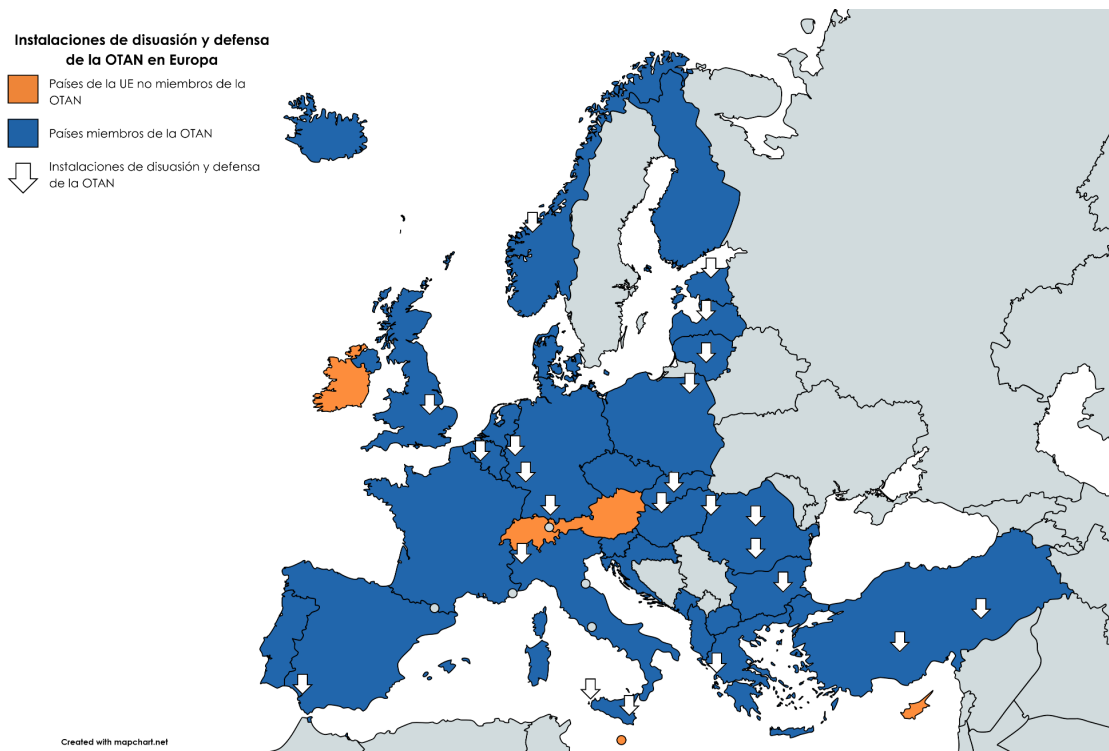 Instalaciones de disuasión y defensa
de la OTAN en Europa
Países de la UE no miembros de la
OTAN
Países miembros de la OTAN
Instalaciones de disuasión y defensa
de la OTAN
Created with mapchart.net